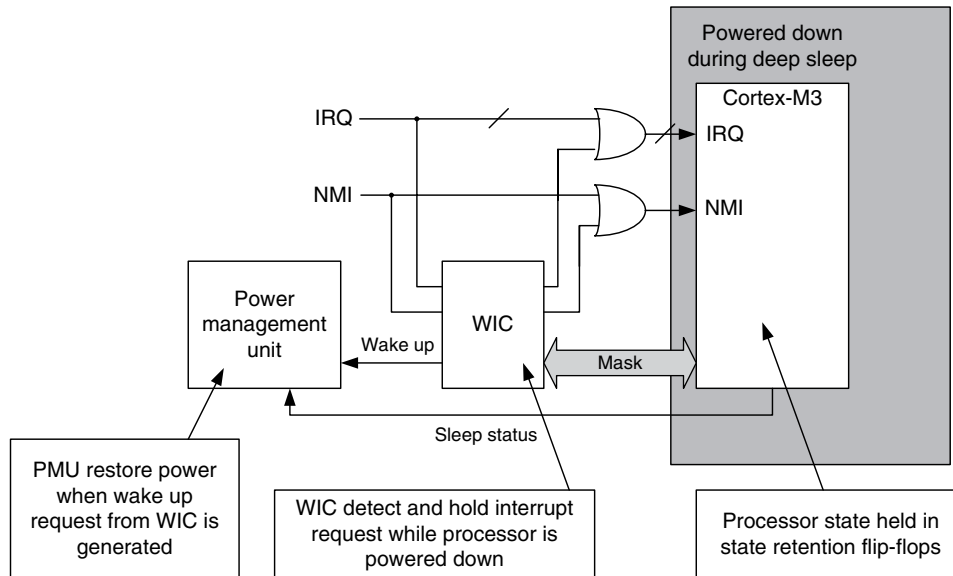 Powered down
during deep sleep
Cortex-M3
IRQ
IRQ
NMI
NMI
Power
management
unit
WIC
Wake up
Mask
Sleep status
PMU restore power
when wake up
request from WIC is
generated
WIC detect and hold interrupt
request while processor is
powered down
Processor state held in
state retention flip-flops